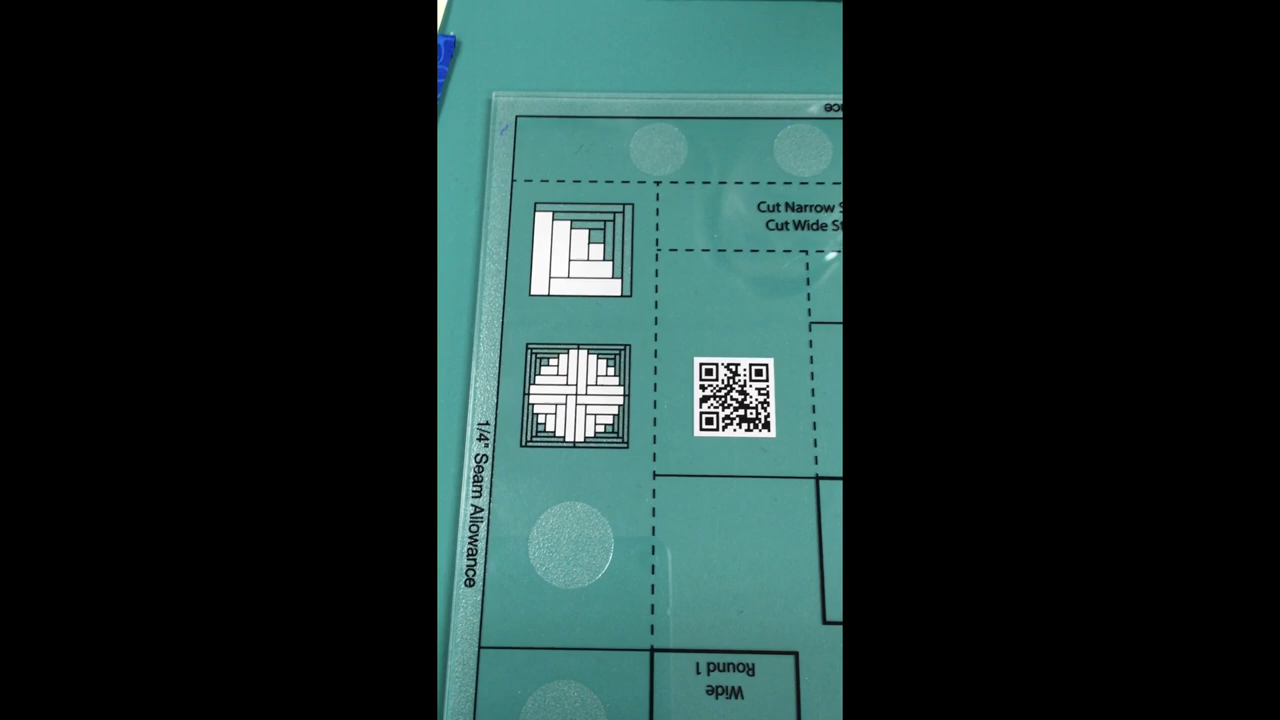 Cut Narrow
Cut Wide
1/4" Seam Allowance
Wide
Round 1